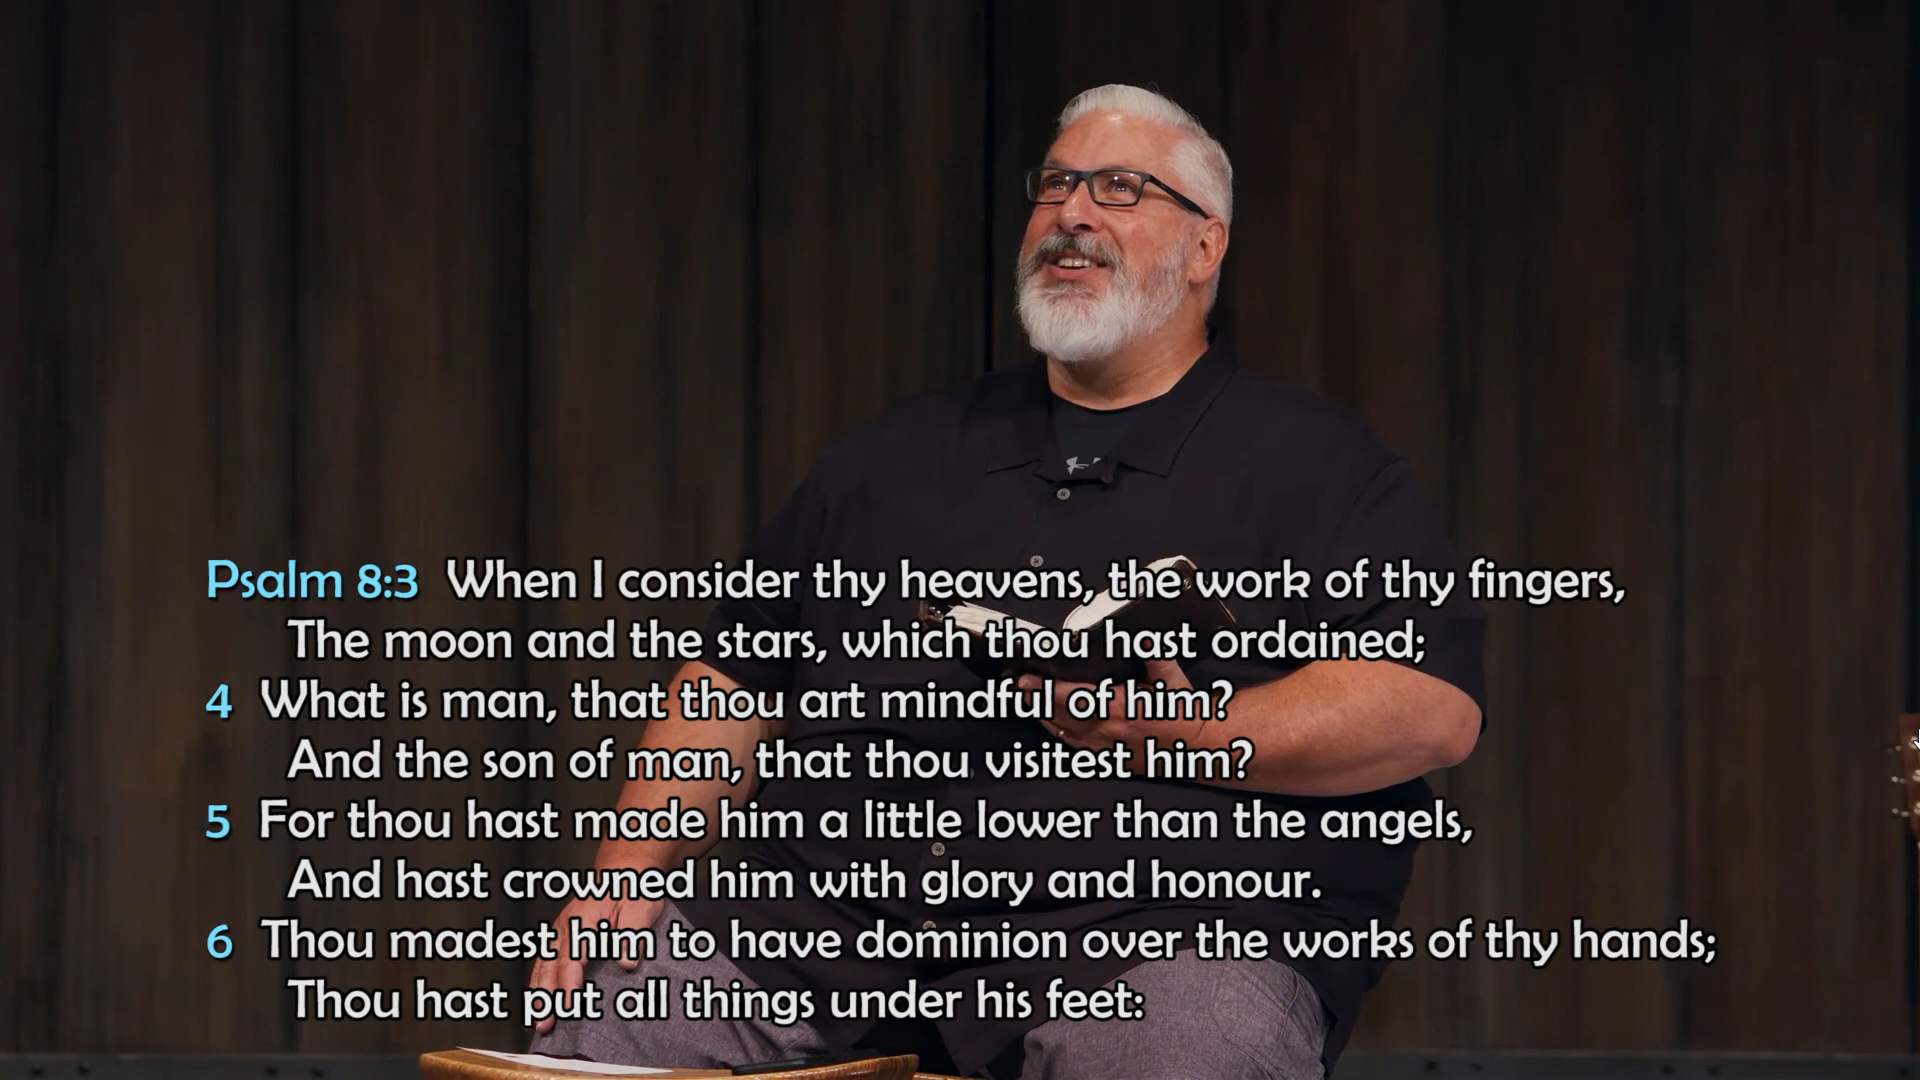 Psalm 8:3 When I consider thy heavens, the work of thy fingers,
The moon and the stars, which thou hast ordained;
4 What is man, that thou art mindful of him?
And the son of man, that thou visitest him?
5 For thou hast made him a little lower than the angels,
And hast crowned him with glory and honour.
6 Thou madest him to have dominion over the works of thy hands;
Thou hast put all things under his feet: